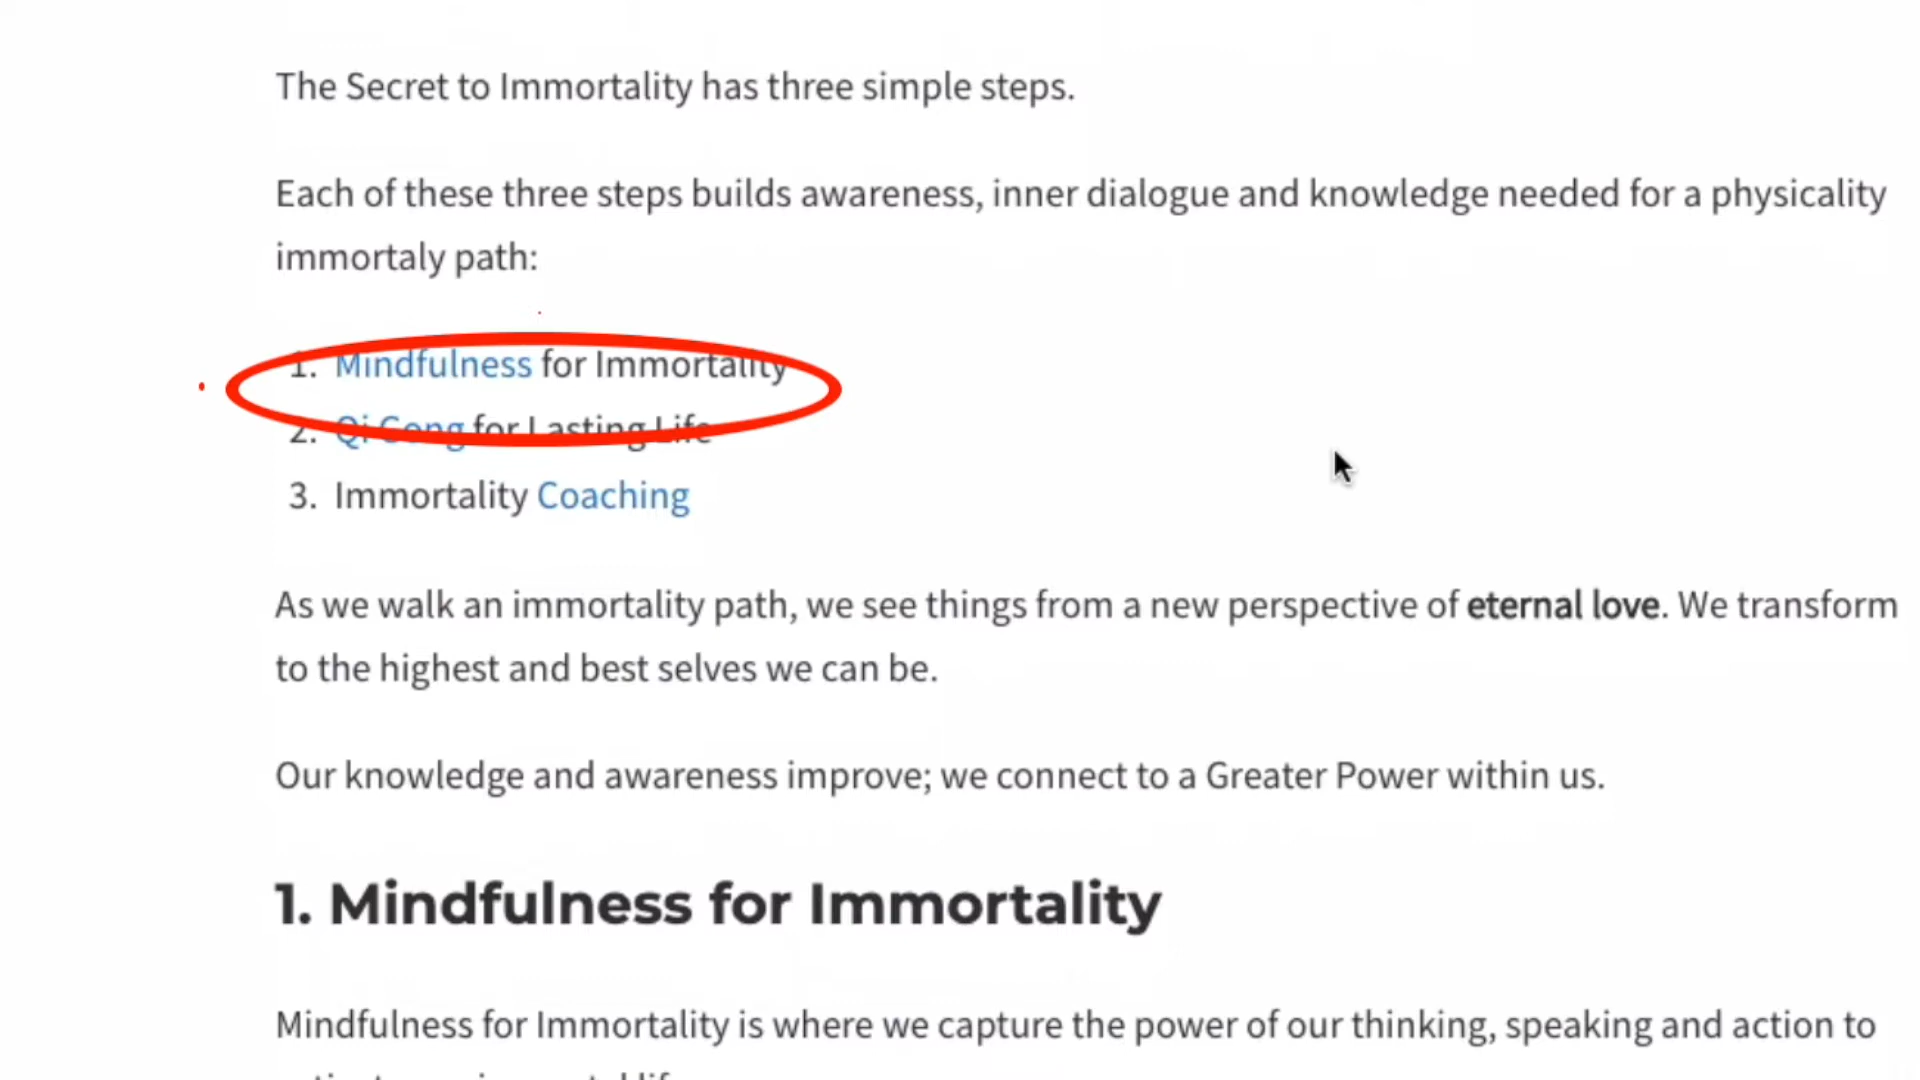 The Secret to Immortality has three simple steps.
Each of these three steps builds awareness, inner dialogue and knowledge needed for a physicality
immortaly path:
1. Mindfulness for Immortality
2. Qi Gong for Lasting Life
3. Immortality Coaching
As we walk an immortality path, we see things from a new perspective of eternal love. We transform
to the highest and best selves we can be.
Our knowledge and awareness improve; we connect to a Greater Power within us.
1. Mindfulness for Immortality
Mindfulness for Immortality is where we capture the power of our thinking, speaking and action to